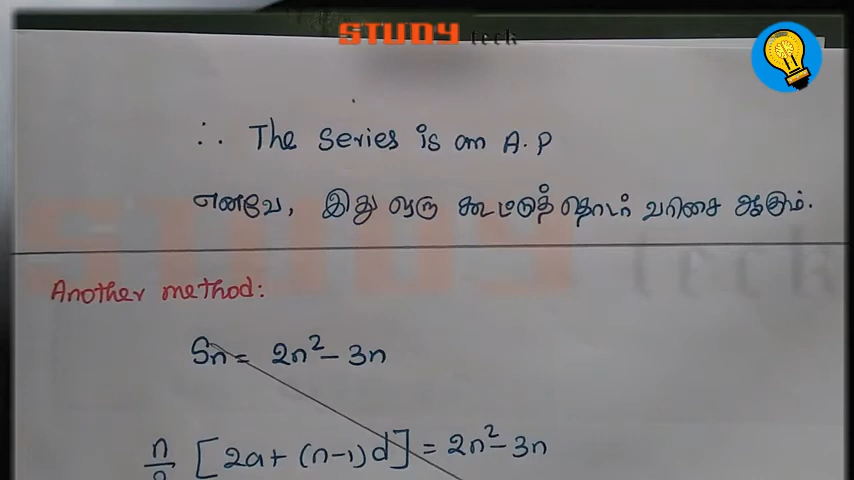 STUDY teck
∴ The series is an A.P
எனவே, இது ஒரு கூட்டுத் தொடர் வரிசை ஆகும்.
Another method:
Sn = 2n² - 3n
n/2 [2a + (n-1)d] = 2n² - 3n